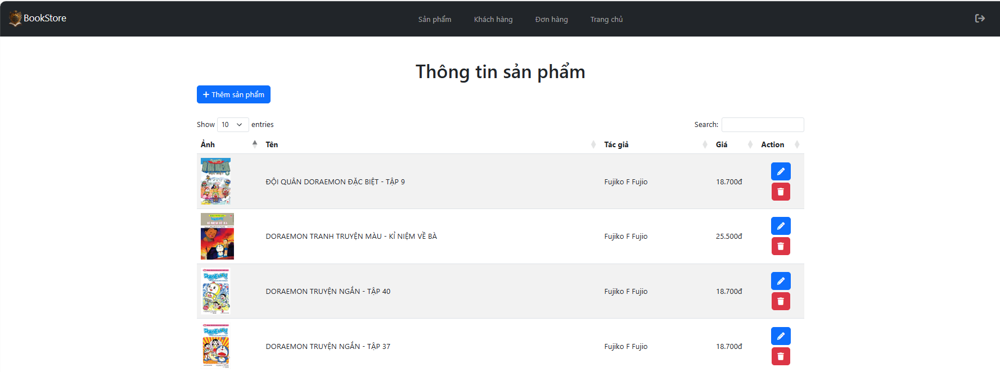 BookStore
Sản phẩm Khách hàng Đơn hàng Trang chủ
Thông tin sản phẩm
Thêm sản phẩm
Show 10 entries Search:
Ảnh Tên Tác giả Giá Action
ĐỘI QUÂN DORAEMON ĐẶC BIỆT - TẬP 9 Fujiko F Fujio 18.700đ
DORAEMON TRANH TRUYỆN MÀU - KỈ NIỆM VỀ BÀ Fujiko F Fujio 25.500đ
DORAEMON TRUYỆN NGẮN - TẬP 40 Fujiko F Fujio 18.700đ
DORAEMON TRUYỆN NGẮN - TẬP 37 Fujiko F Fujio 18.700đ